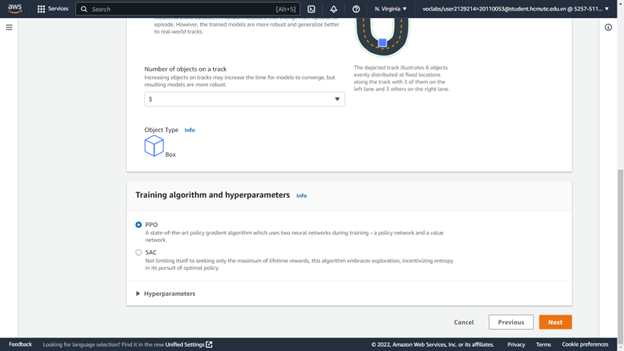 aws
Services
Search
[Alt+S]
N. Virginia
voclabs/user2129214=20110053@student.hcmute.edu.vn @ 5257-511...
episode. However, the trained models are more robust and generalize better
to real-world tracks.
The depicted track illustrates 6 objects
evenly distributed at fixed locations
along the track with 3 of them on the
left lane and 3 others on the right lane.
Number of objects on a track
Increasing objects on tracks may increase the time for models to converge, but
resulting models are more robust.
3
Object Type Info
Box
Training algorithm and hyperparameters Info
PPO
A state-of-the-art policy gradient algorithm which uses two neural networks during training – a policy network and a value
network.
SAC
Not limiting itself to seeking only the maximum of lifetime rewards, this algorithm embraces exploration, incentivizing entropy
in its pursuit of optimal policy.
Hyperparameters
Cancel
Previous
Next
Feedback
Looking for language selection? Find it in the new Unified Settings
© 2022, Amazon Web Services, Inc. or its affiliates.
Privacy
Terms
Cookie preferences